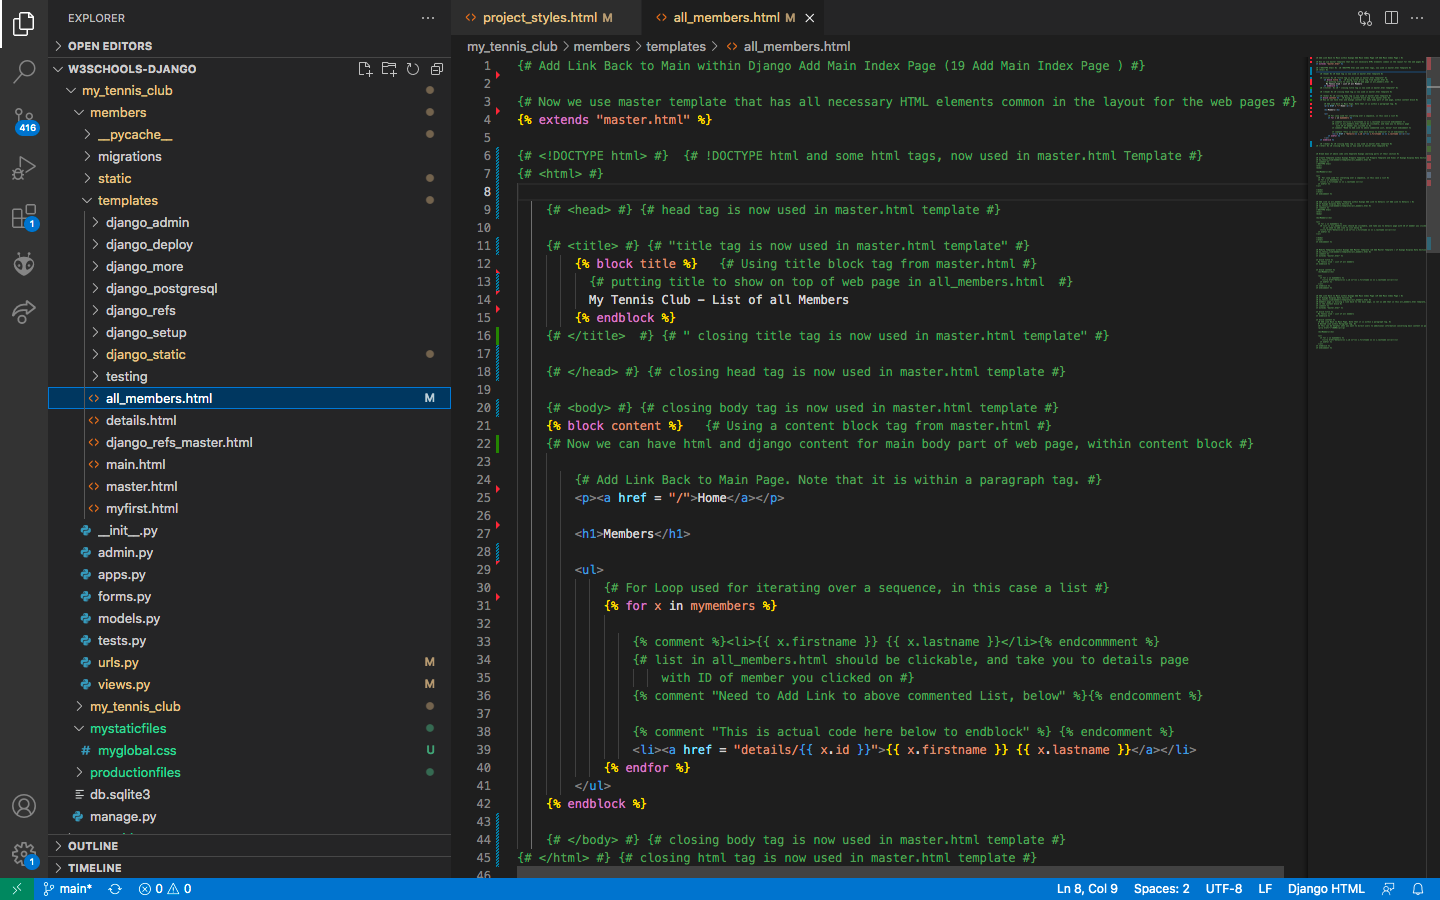 EXPLORER
OPEN EDITORS
W3SCHOOLS-DJANGO
my_tennis_club
members
__pycache__
migrations
static
templates
django_admin
django_deploy
django_more
django_postgresql
django_refs
django_setup
django_static
testing
all_members.html M
details.html
django_refs_master.html
main.html
master.html
myfirst.html
__init__.py
admin.py
apps.py
forms.py
models.py
tests.py
urls.py M
views.py M
my_tennis_club
mystaticfiles
# myglobal.css U
productionfiles
db.sqlite3
manage.py
OUTLINE
TIMELINE
416
1
1
project_styles.html M
all_members.html M
my_tennis_club > members > templates > all_members.html
1 {# Add Link Back to Main within Django Add Main Index Page (19 Add Main Index Page ) #}
2
3 {# Now we use master template that has all necessary HTML elements common in the layout for the web pages #}
4 {% extends "master.html" %}
5
6 {# <!DOCTYPE html> #} {# !DOCTYPE html and some html tags, now used in master.html Template #}
7 {# <html> #}
8
9 {# <head> #} {# head tag is now used in master.html template #}
10
11 {# <title> #} {# "title tag is now used in master.html template" #}
12 {% block title %} {# Using title block tag from master.html #}
13 {# putting title to show on top of web page in all_members.html #}
14 My Tennis Club - List of all Members
15 {% endblock %}
16 {# </title> #} {# " closing title tag is now used in master.html template" #}
17
18 {# </head> #} {# closing head tag is now used in master.html template #}
19
20 {# <body> #} {# closing body tag is now used in master.html template #}
21 {% block content %} {# Using a content block tag from master.html #}
22 {# Now we can have html and django content for main body part of web page, within content block #}
23
24 {# Add Link Back to Main Page. Note that it is within a paragraph tag. #}
25 <p><a href = "/">Home</a></p>
26
27 <h1>Members</h1>
28
29 <ul>
30 {# For Loop used for iterating over a sequence, in this case a list #}
31 {% for x in mymembers %}
32
33 {% comment %}<li>{{ x.firstname }} {{ x.lastname }}</li>{% endcommment %}
34 {# list in all_members.html should be clickable, and take you to details page
35 with ID of member you clicked on #}
36 {% comment "Need to Add Link to above commented List, below" %}{% endcomment %}
37
38 {% comment "This is actual code here below to endblock" %} {% endcomment %}
39 <li><a href = "details/{{ x.id }}">{{ x.firstname }} {{ x.lastname }}</a></li>
40 {% endfor %}
41 </ul>
42 {% endblock %}
43
44 {# </body> #} {# closing body tag is now used in master.html template #}
45 {# </html> #} {# closing html tag is now used in master.html template #}
46
main* 0 0
Ln 8, Col 9 Spaces: 2 UTF-8 LF Django HTML